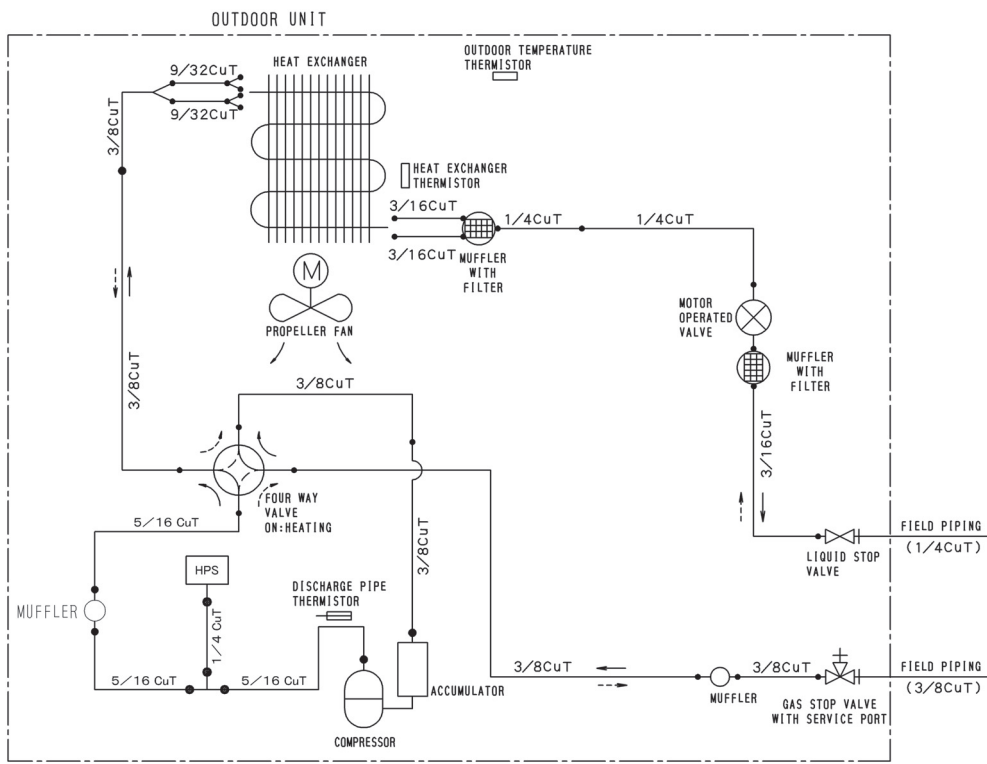 OUTDOOR UNIT
HEAT EXCHANGER
OUTDOOR TEMPERATURE
THERMISTOR
9/32CuT
9/32CuT
3/8CuT
HEAT EXCHANGER
THERMISTOR
3/16CuT
3/16CuT
1/4CuT
1/4CuT
MUFFLER
WITH
FILTER
M
PROPELLER FAN
MOTOR
OPERATED
VALVE
MUFFLER
WITH
FILTER
3/8CuT
3/8CuT
3/16CuT
FOUR WAY
VALVE
ON:HEATING
5/16 CuT
3/8CuT
FIELD PIPING
(1/4CuT)
LIQUID STOP
VALVE
HPS
DISCHARGE PIPE
THERMISTOR
MUFFLER
1/4 CuT
5/16 CuT
5/16 CuT
ACCUMULATOR
COMPRESSOR
3/8CuT
MUFFLER
3/8CuT
FIELD PIPING
(3/8CuT)
GAS STOP VALVE
WITH SERVICE PORT